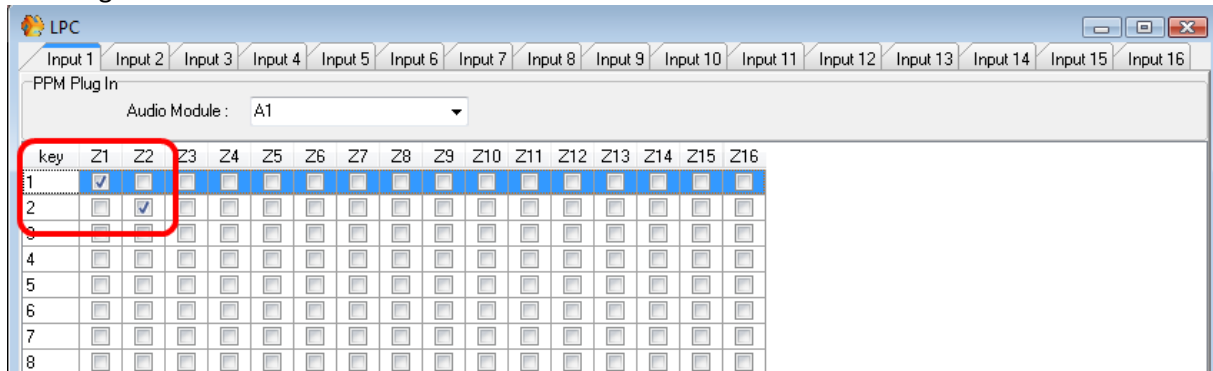 LPC
Input 1 Input 2 Input 3 Input 4 Input 5 Input 6 Input 7 Input 8 Input 9 Input 10 Input 11 Input 12 Input 13 Input 14 Input 15 Input 16
PPM Plug In
Audio Module : A1
key Z1 Z2 Z3 Z4 Z5 Z6 Z7 Z8 Z9 Z10 Z11 Z12 Z13 Z14 Z15 Z16
1
2
3
4
5
6
7
8